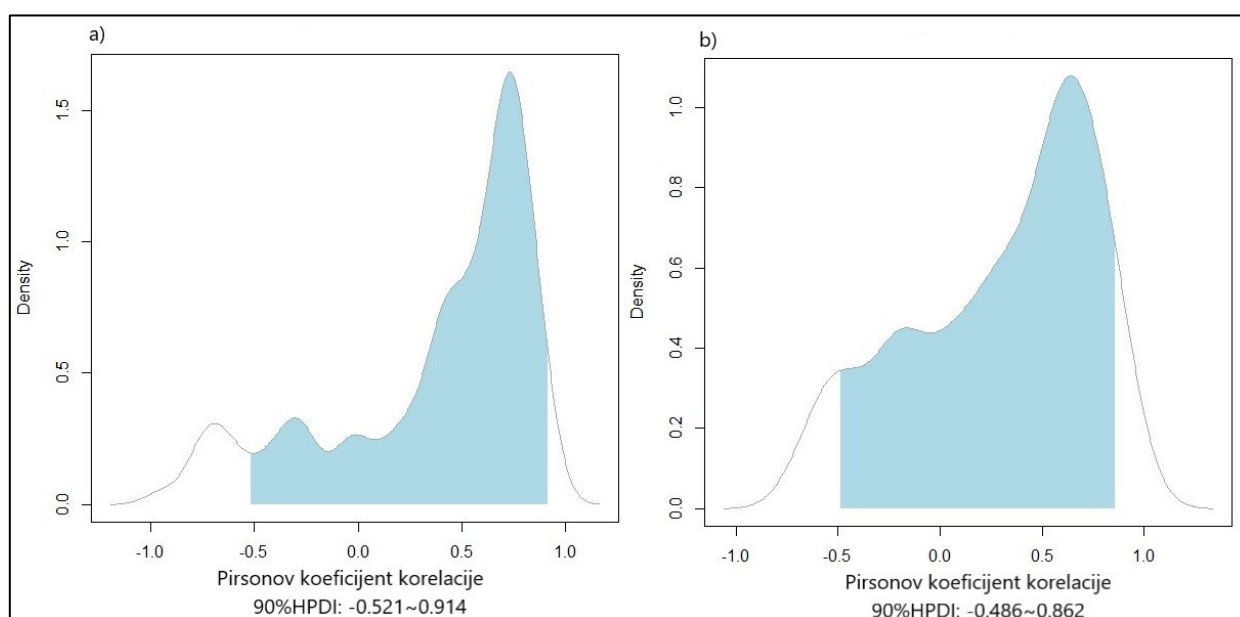 a)
Density
1.5
1.0
0.5
0.0
-1.0 -0.5 0.0 0.5 1.0
Pirsonov koeficijent korelacije
90%HPDI: -0.521~0.914
b)
Density
1.0
0.8
0.6
0.4
0.2
0.0
-1.0 -0.5 0.0 0.5 1.0
Pirsonov koeficijent korelacije
90%HPDI: -0.486~0.862